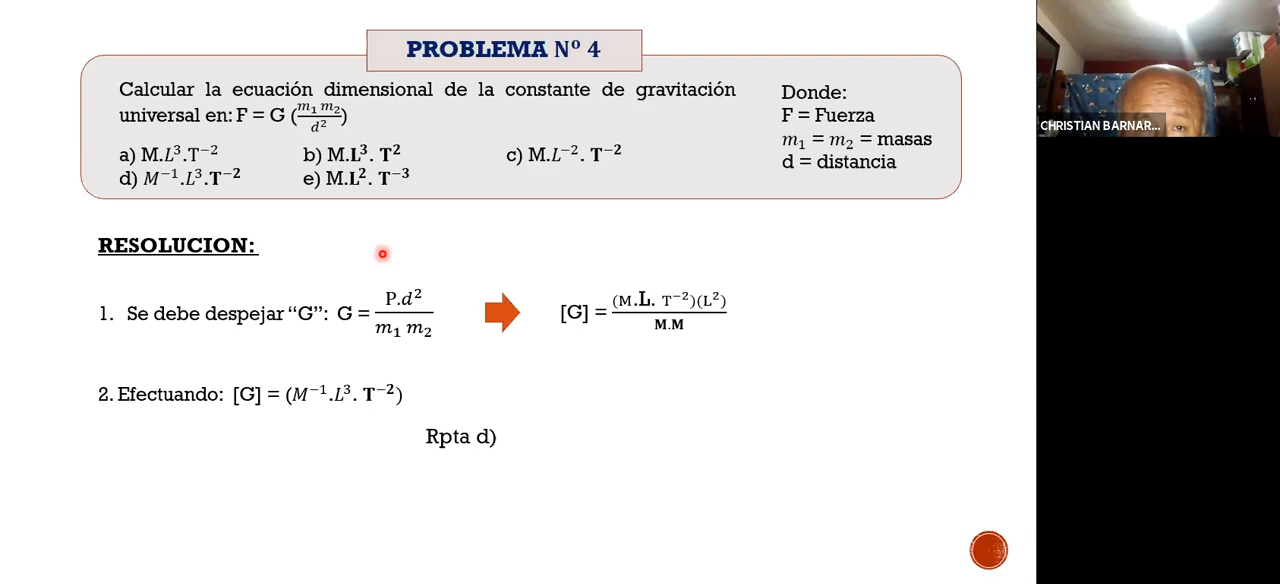 PROBLEMA Nº 4
Calcular la ecuación dimensional de la constante de gravitación
universal en: F = G (m₁ m₂/d²)
a) M.L³.T⁻² b) M.L³. T² c) M.L⁻². T⁻²
d) M⁻¹.L³.T⁻² e) M.L². T⁻³
Donde:
F = Fuerza
m₁ = m₂ = masas
d = distancia
RESOLUCION:
1. Se debe despejar “G”: G = P.d²/m₁ m₂ [G] = (M.L. T⁻²)(L²)/M.M
2. Efectuando: [G] = (M⁻¹.L³. T⁻²)
Rpta d)
CHRISTIAN BARNAR...